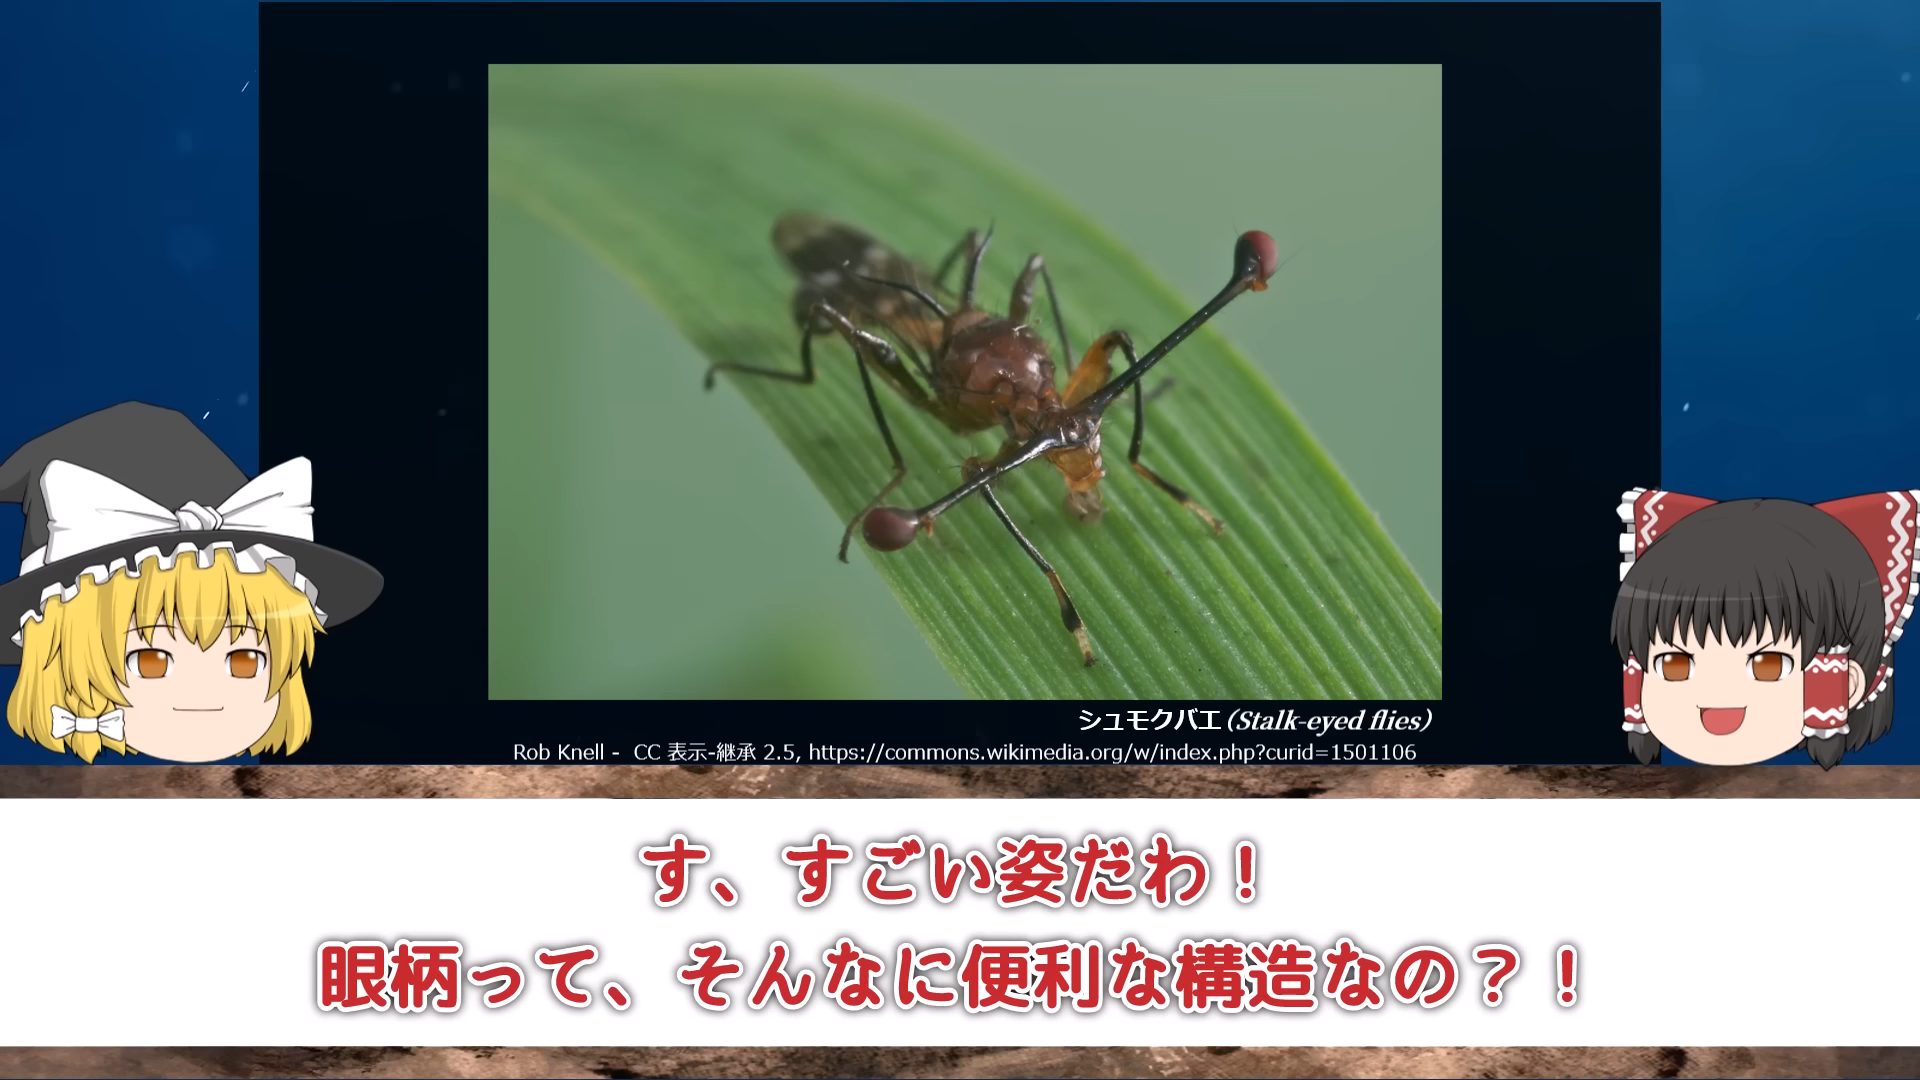 シュモクバエ(Stalk-eyed flies)
Rob Knell - CC 表示-継承 2.5, https://commons.wikimedia.org/w/index.php?curid=1501106
す、すごい姿だわ！
眼柄って、そんなに便利な構造なの？！